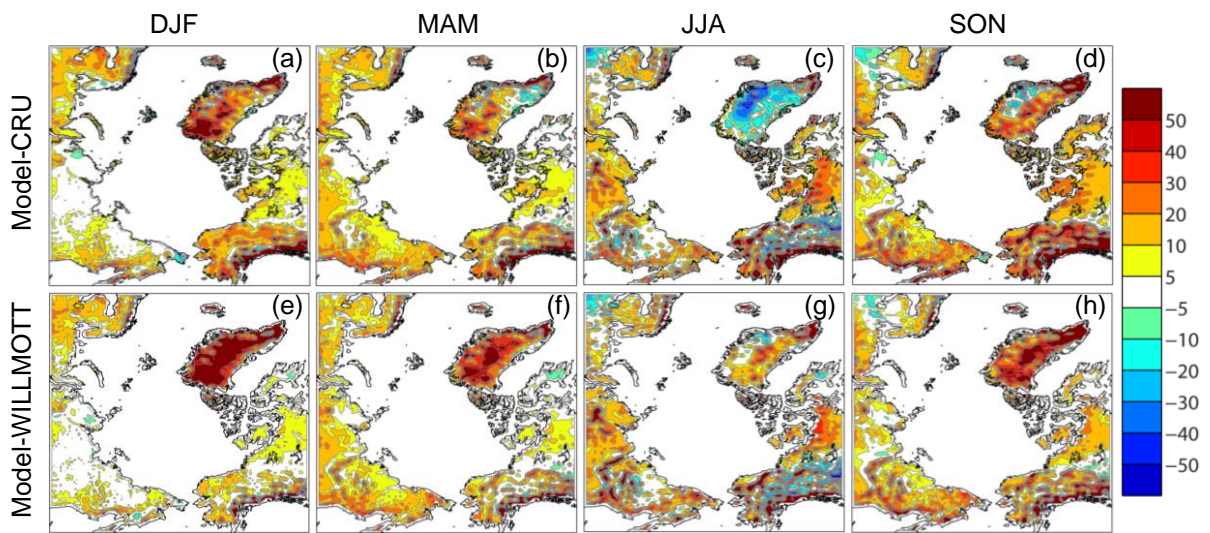 DJF MAM JJA SON
Model-CRU
(a) (b) (c) (d)
50
40
30
20
10
5
−5
−10
−20
−30
−40
−50
Model-WILLMOTT
(e) (f) (g) (h)